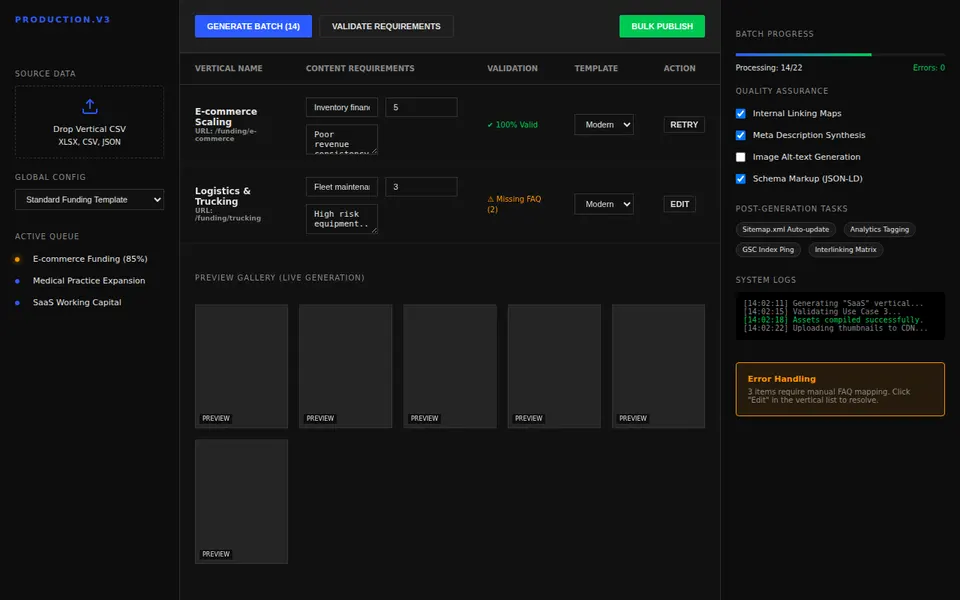 PRODUCTION.V3
SOURCE DATA
Drop Vertical CSV
XLSX, CSV, JSON
GLOBAL CONFIG
Standard Funding Template
ACTIVE QUEUE
E-commerce Funding (85%)
Medical Practice Expansion
SaaS Working Capital
GENERATE BATCH (14)
VALIDATE REQUIREMENTS
BULK PUBLISH
VERTICAL NAME
CONTENT REQUIREMENTS
VALIDATION
TEMPLATE
ACTION
E-commerce
Scaling
URL: /funding/e-
commerce
Inventory finan
5
Poor
revenue
consistency
✔ 100% Valid
Modern
RETRY
Logistics &
Trucking
URL:
/funding/trucking
Fleet maintena
3
High risk
equipment..
⚠ Missing FAQ
(2)
Modern
EDIT
PREVIEW GALLERY (LIVE GENERATION)
PREVIEW
PREVIEW
PREVIEW
PREVIEW
PREVIEW
PREVIEW
BATCH PROGRESS
Processing: 14/22
Errors: 0
QUALITY ASSURANCE
Internal Linking Maps
Meta Description Synthesis
Image Alt-text Generation
Schema Markup (JSON-LD)
POST-GENERATION TASKS
Sitemap.xml Auto-update
Analytics Tagging
GSC Index Ping
Interlinking Matrix
SYSTEM LOGS
[14:02:11] Generating "SaaS" vertical...
[14:02:15] Validating Use Case 3...
[14:02:18] Assets compiled successfully.
[14:02:22] Uploading thumbnails to CDN...
Error Handling
3 items require manual FAQ mapping. Click
"Edit" in the vertical list to resolve.